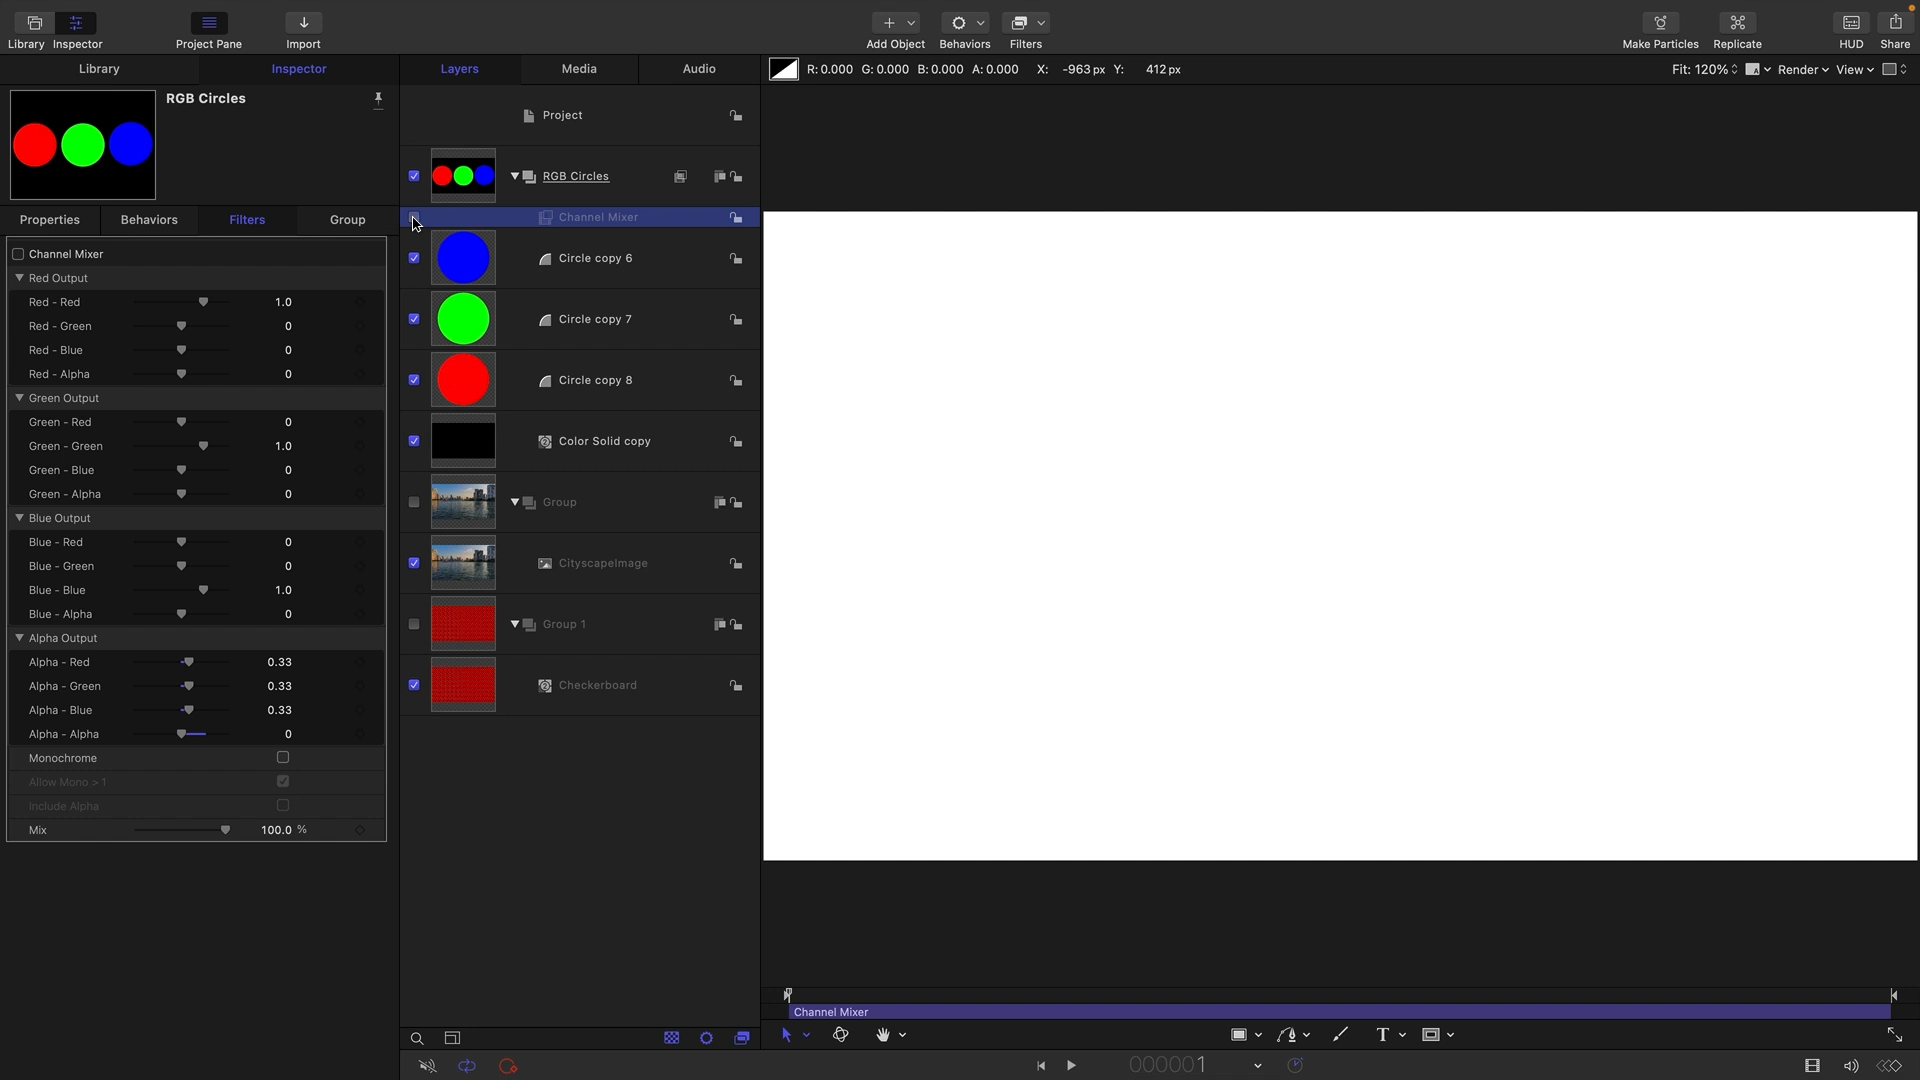 Library Inspector Project Pane Import Add Object Behaviors Filters Make Particles Replicate HUD Share
Library Inspector Layers Media Audio R: 0.000 G: 0.000 B: 0.000 A: 0.000 X: -963 px Y: 412 px Fit: 120% Render View
RGB Circles
Properties Behaviors Filters Group
Channel Mixer
Red Output
Red - Red 1.0
Red - Green 0
Red - Blue 0
Red - Alpha 0
Green Output
Green - Red 0
Green - Green 1.0
Green - Blue 0
Green - Alpha 0
Blue Output
Blue - Red 0
Blue - Green 0
Blue - Blue 1.0
Blue - Alpha 0
Alpha Output
Alpha - Red 0.33
Alpha - Green 0.33
Alpha - Blue 0.33
Alpha - Alpha 0
Monochrome
Allow Mono > 1
Include Alpha
Mix 100.0 %
Project
RGB Circles
Channel Mixer
Circle copy 6
Circle copy 7
Circle copy 8
Color Solid copy
Group
CityscapeImage
Group 1
Checkerboard
Channel Mixer
T
000001